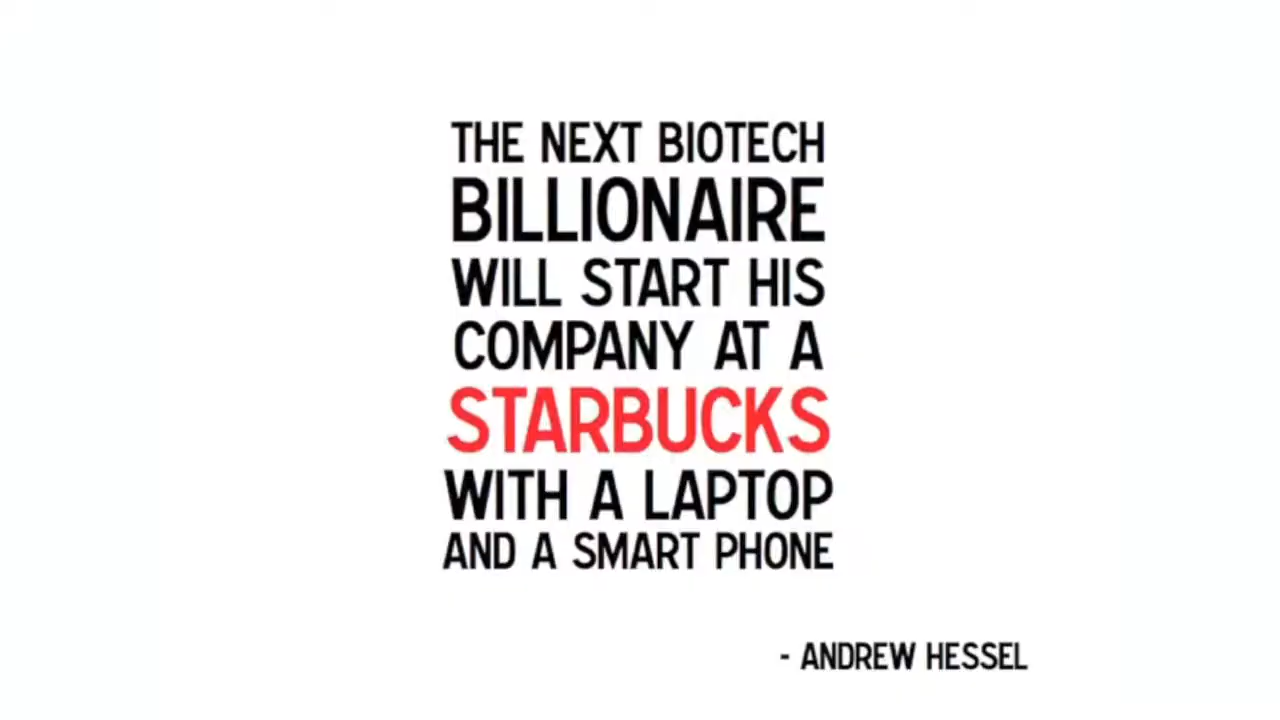 THE NEXT BIOTECH
BILLIONAIRE
WILL START HIS
COMPANY AT A
STARBUCKS
WITH A LAPTOP
AND A SMART PHONE
- ANDREW HESSEL